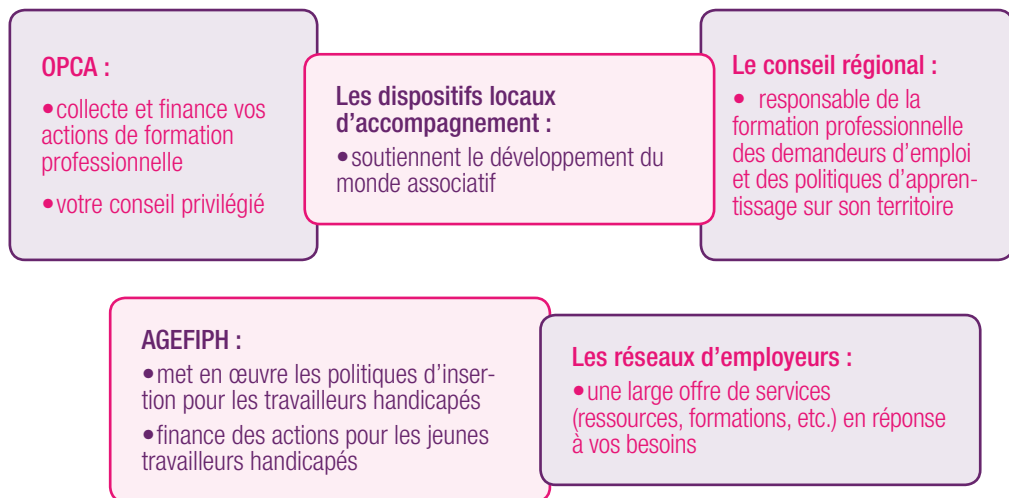 OPCA :
•collecte et finance vos
actions de formation
professionnelle
•votre conseil privilégié
Les dispositifs locaux
d'accompagnement :
•soutiennent le développement du
monde associatif
Le conseil régional :
• responsable de la
formation professionnelle
des demandeurs d'emploi
et des politiques d'appren-
tissage sur son territoire
AGEFIPH :
•met en œuvre les politiques d'inser-
tion pour les travailleurs handicapés
•finance des actions pour les jeunes
travailleurs handicapés
Les réseaux d'employeurs :
•une large offre de services
(ressources, formations, etc.) en réponse
à vos besoins